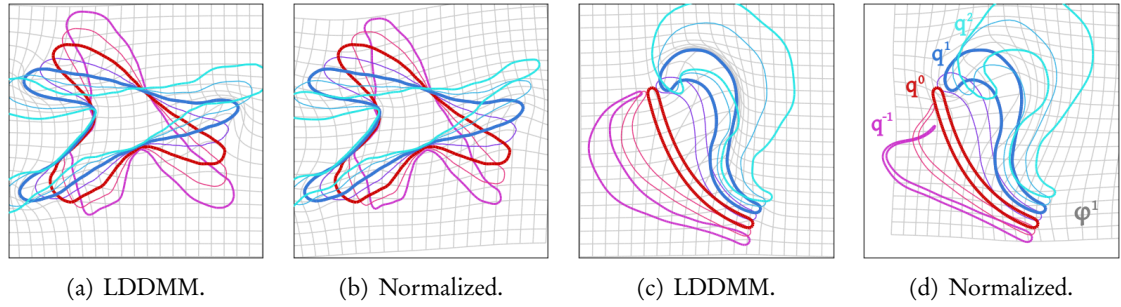 q²
q¹
q⁰
q⁻¹
φ¹
(a) LDDMM.
(b) Normalized.
(c) LDDMM.
(d) Normalized.